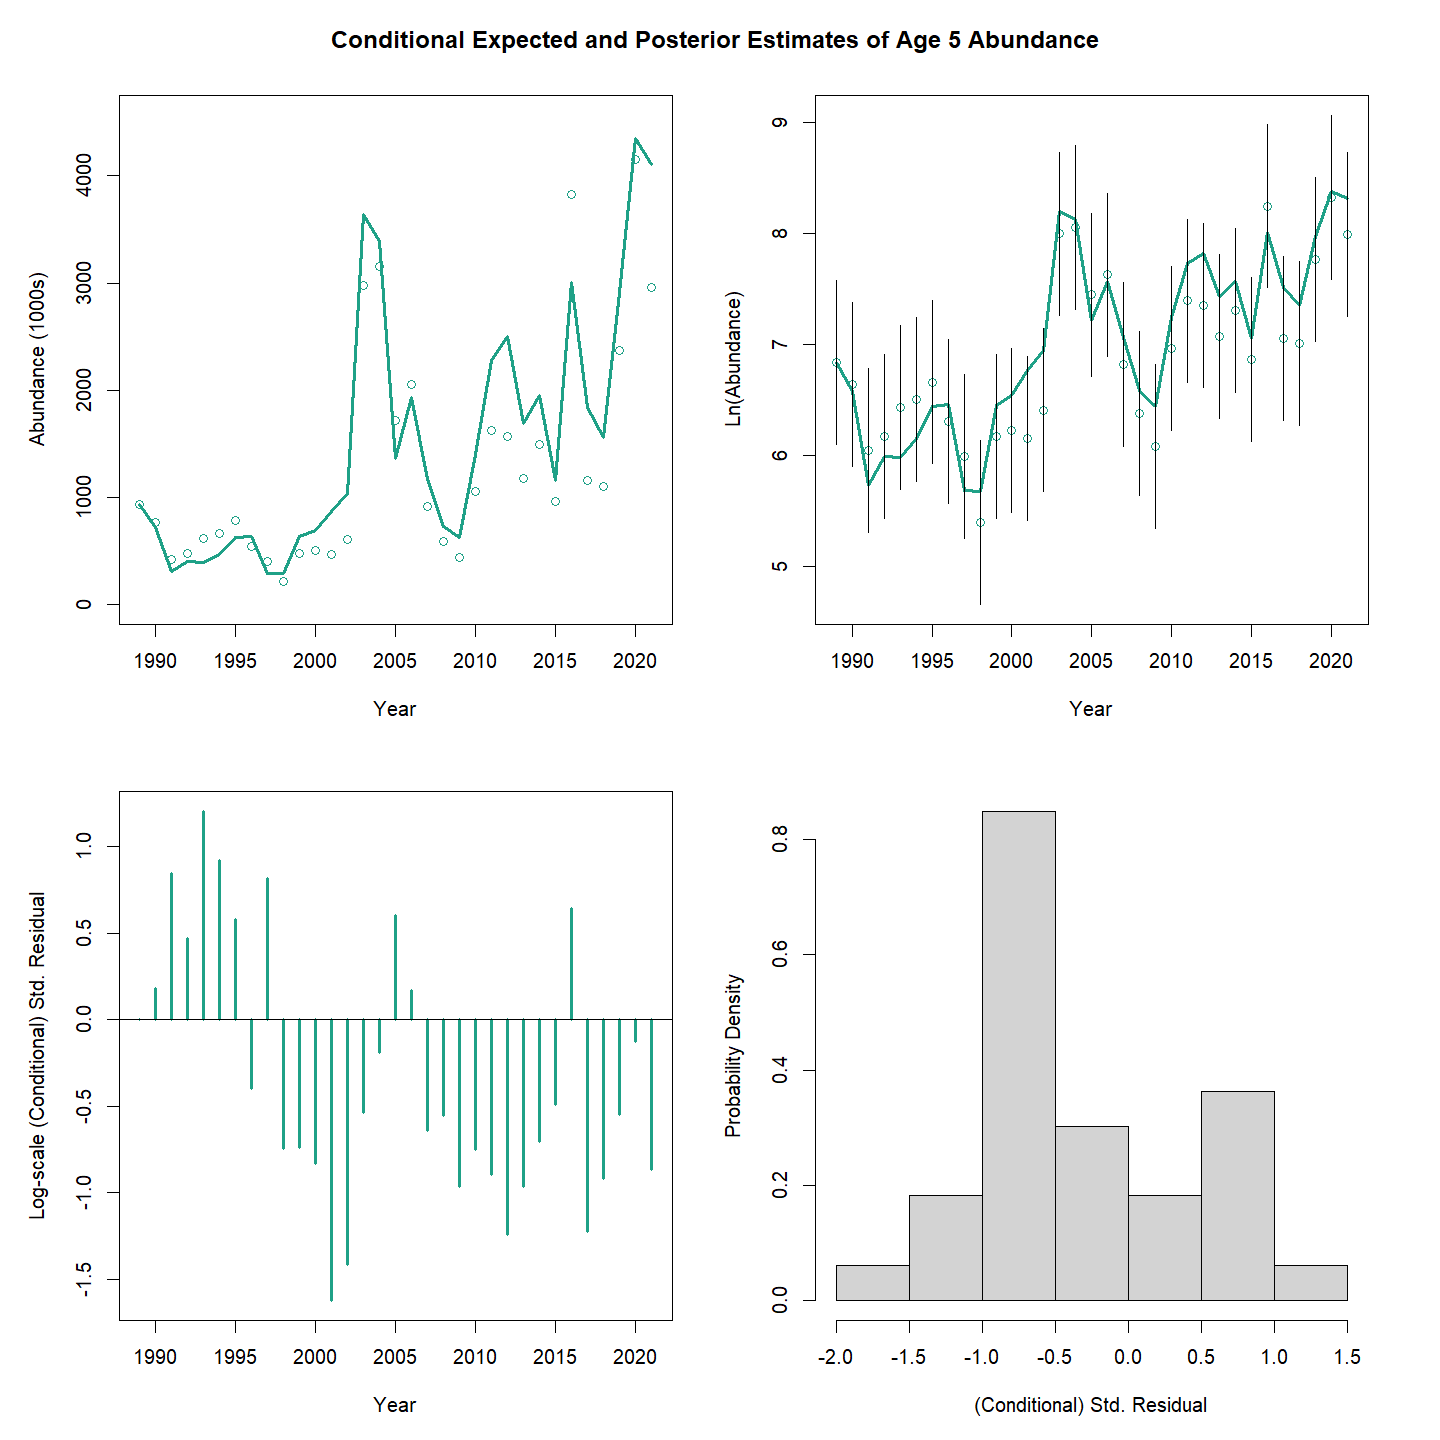 Conditional Expected and Posterior Estimates of Age 5 Abundance
Abundance (1000s)
4000
3000
2000
1000
0
1990 1995 2000 2005 2010 2015 2020
Year
Ln(Abundance)
9
8
7
6
5
1990 1995 2000 2005 2010 2015 2020
Year
Log-scale (Conditional) Std. Residual
1.0
0.5
0.0
-0.5
-1.0
-1.5
1990 1995 2000 2005 2010 2015 2020
Year
Probability Density
0.8
0.6
0.4
0.2
0.0
-2.0 -1.5 -1.0 -0.5 0.0 0.5 1.0 1.5
(Conditional) Std. Residual